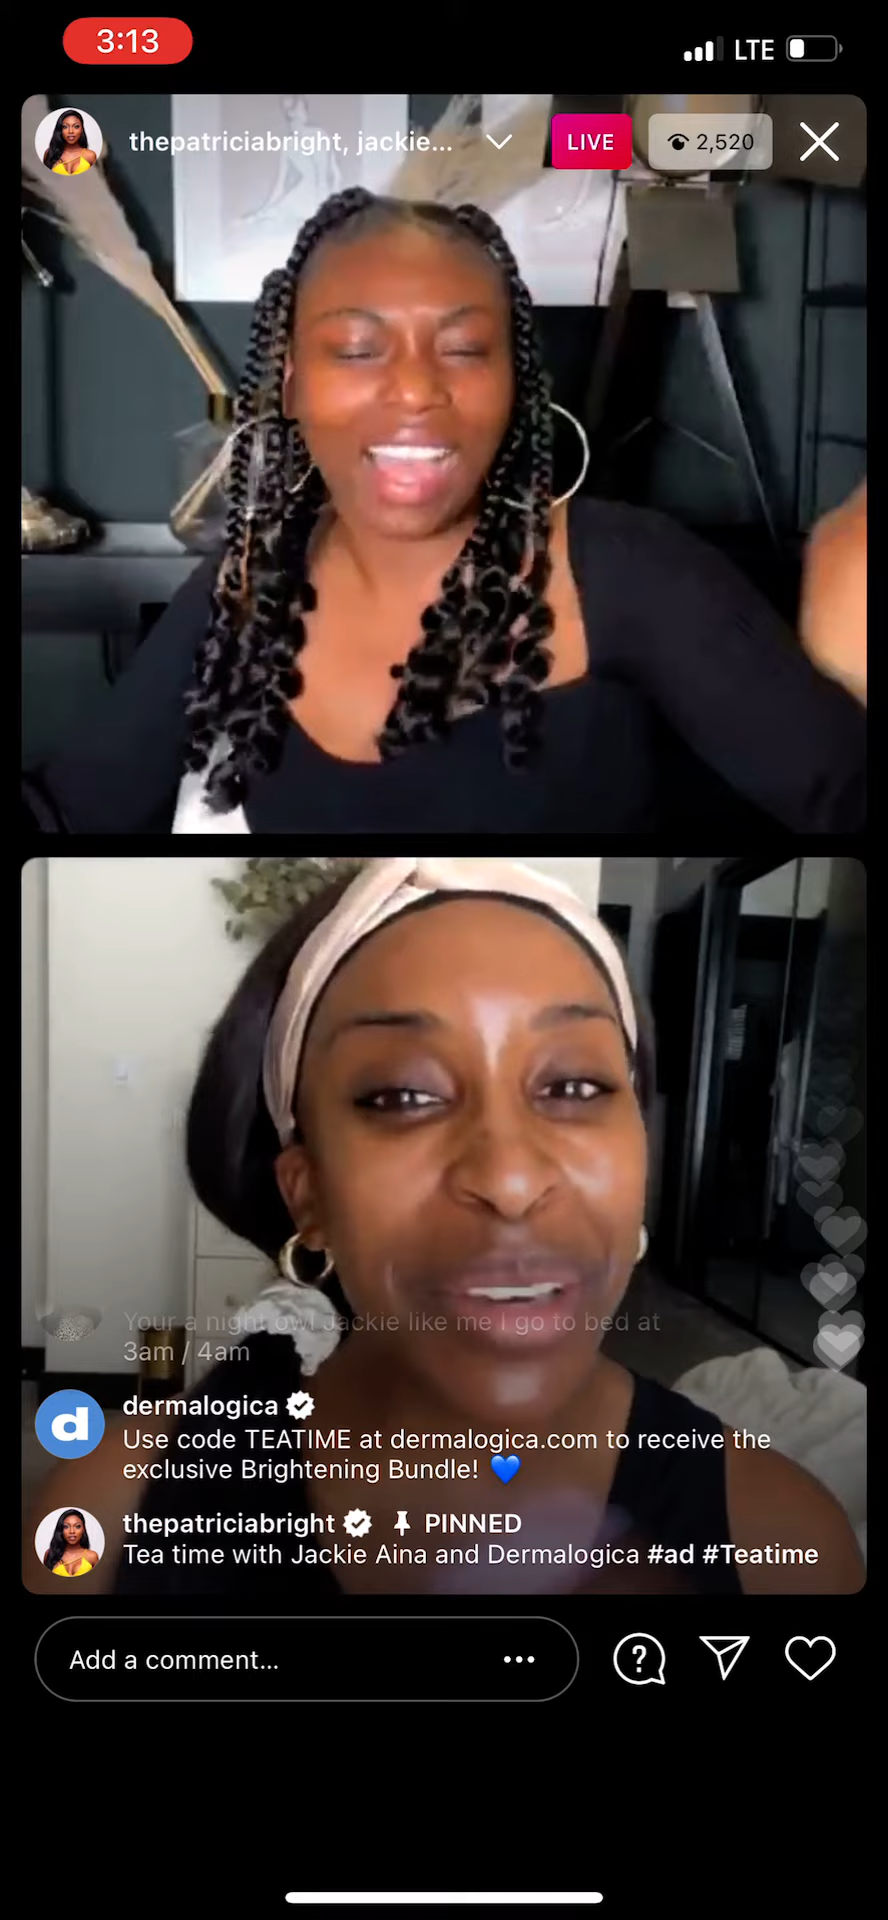 3:13
LTE
thepatriciabright, jackie...
LIVE
2,520
Your a night owl Jackie like me I go to bed at
3am / 4am
d
dermalogica
Use code TEATIME at dermalogica.com to receive the
exclusive Brightening Bundle! 💙
thepatriciabright PINNED
Tea time with Jackie Aina and Dermalogica #ad #Teatime
Add a comment...